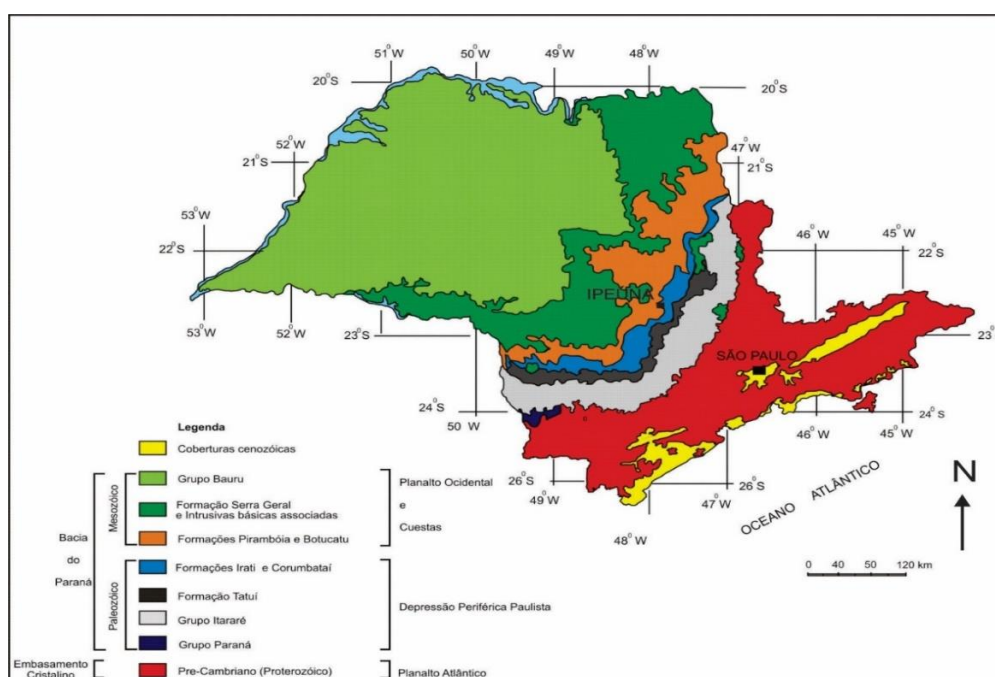 51° W
50° W
49° W
48° W
20° S
20° S
52° W
47° W
21° S
21° S
53° W
46° W
45° W
22° S
22° S
IPEÚNA
53° W
52° W
23° S
23° S
SÃO PAULO
24° S
24° S
50° W
46° W
45° W
26° S
26° S
49° W
47° W
48° W
OCEANO ATLÂNTICO
N
0 40 80 120 km
Legenda
Coberturas cenozóicas
Bacia
do
Paraná
Mesozóico
Grupo Bauru
Formação Serra Geral
e Intrusivas básicas associadas
Formações Pirambóia e Botucatu
Planalto Ocidental
e
Cuestas
Paleozóico
Formações Irati e Corumbataí
Formação Tatuí
Grupo Itararé
Grupo Paraná
Depressão Periférica Paulista
Embasamento
Cristalino
Pre-Cambriano (Proterozóico)
Planalto Atlântico